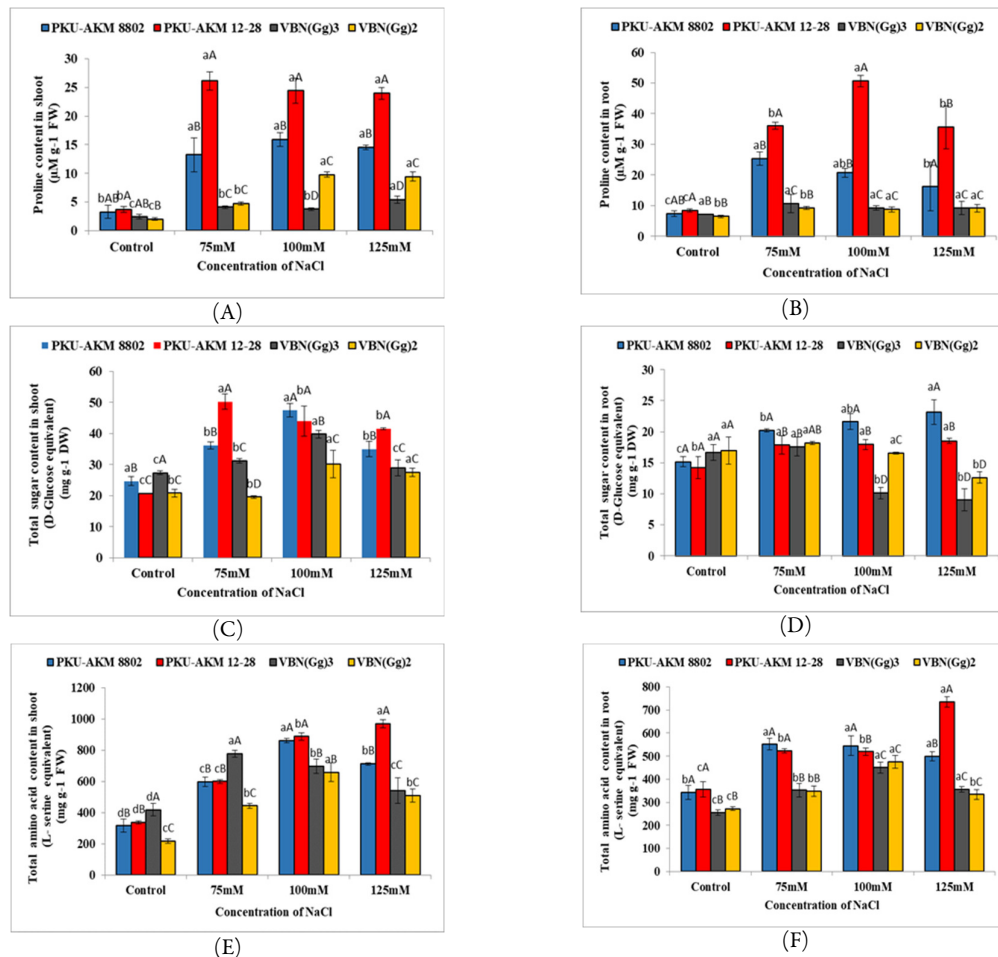 PKU-AKM 8802 PKU-AKM 12-28 VBN(Gg)3 VBN(Gg)2
Proline content in shoot
(µM g-1 FW)
30
25
20
15
10
5
0
bAB bA cAB cB
aB aA bC bC
aB aA bD aC
aB aA aD aC
Control 75mM 100mM 125mM
Concentration of NaCl
(A)
PKU-AKM 8802 PKU-AKM 12-28 VBN(Gg)3 VBN(Gg)2
Proline content in root
(µM g-1 FW)
60
50
40
30
20
10
0
cAB bA aB bB
aB bA aC bB
abB aA aC aC
bA bB aC aC
Control 75mM 100mM 125mM
Concentration of NaCl
(B)
PKU-AKM 8802 PKU-AKM 12-28 VBN(Gg)3 VBN(Gg)2
Total sugar content in shoot
(D-Glucose equivalent)
(mg g-1 DW)
60
50
40
30
20
10
0
aB cC cA bC
bB aA bC bD
aA bA aB aC
bB aA cC aC
Control 75mM 100mM 125mM
Concentration of NaCl
(C)
PKU-AKM 8802 PKU-AKM 12-28 VBN(Gg)3 VBN(Gg)2
Total sugar content in root
(D-Glucose equivalent)
(mg g-1 DW)
30
25
20
15
10
5
0
cA bA aA aA
bA aB aB aAB
abA aB bD aC
aA aB bD bD
Control 75mM 100mM 125mM
Concentration of NaCl
(D)
PKU-AKM 8802 PKU-AKM 12-28 VBN(Gg)3 VBN(Gg)2
Total amino acid content in shoot
(L- serine equivalent)
(mg g-1 FW)
1200
1000
800
600
400
200
0
dB dB dA cC
cB cB aA bC
aA bA bB aB
bB aA cC bC
Control 75mM 100mM 125mM
Concentration of NaCl
(E)
PKU-AKM 8802 PKU-AKM 12-28 VBN(Gg)3 VBN(Gg)2
Total amino acid content in root
(L- serine equivalent)
(mg g-1 FW)
800
700
600
500
400
300
200
100
0
bA cA cB cB
aA bA bB bB
aA bB aC aC
aB aA aC bC
Control 75mM 100mM 125mM
Concentration of NaCl
(F)